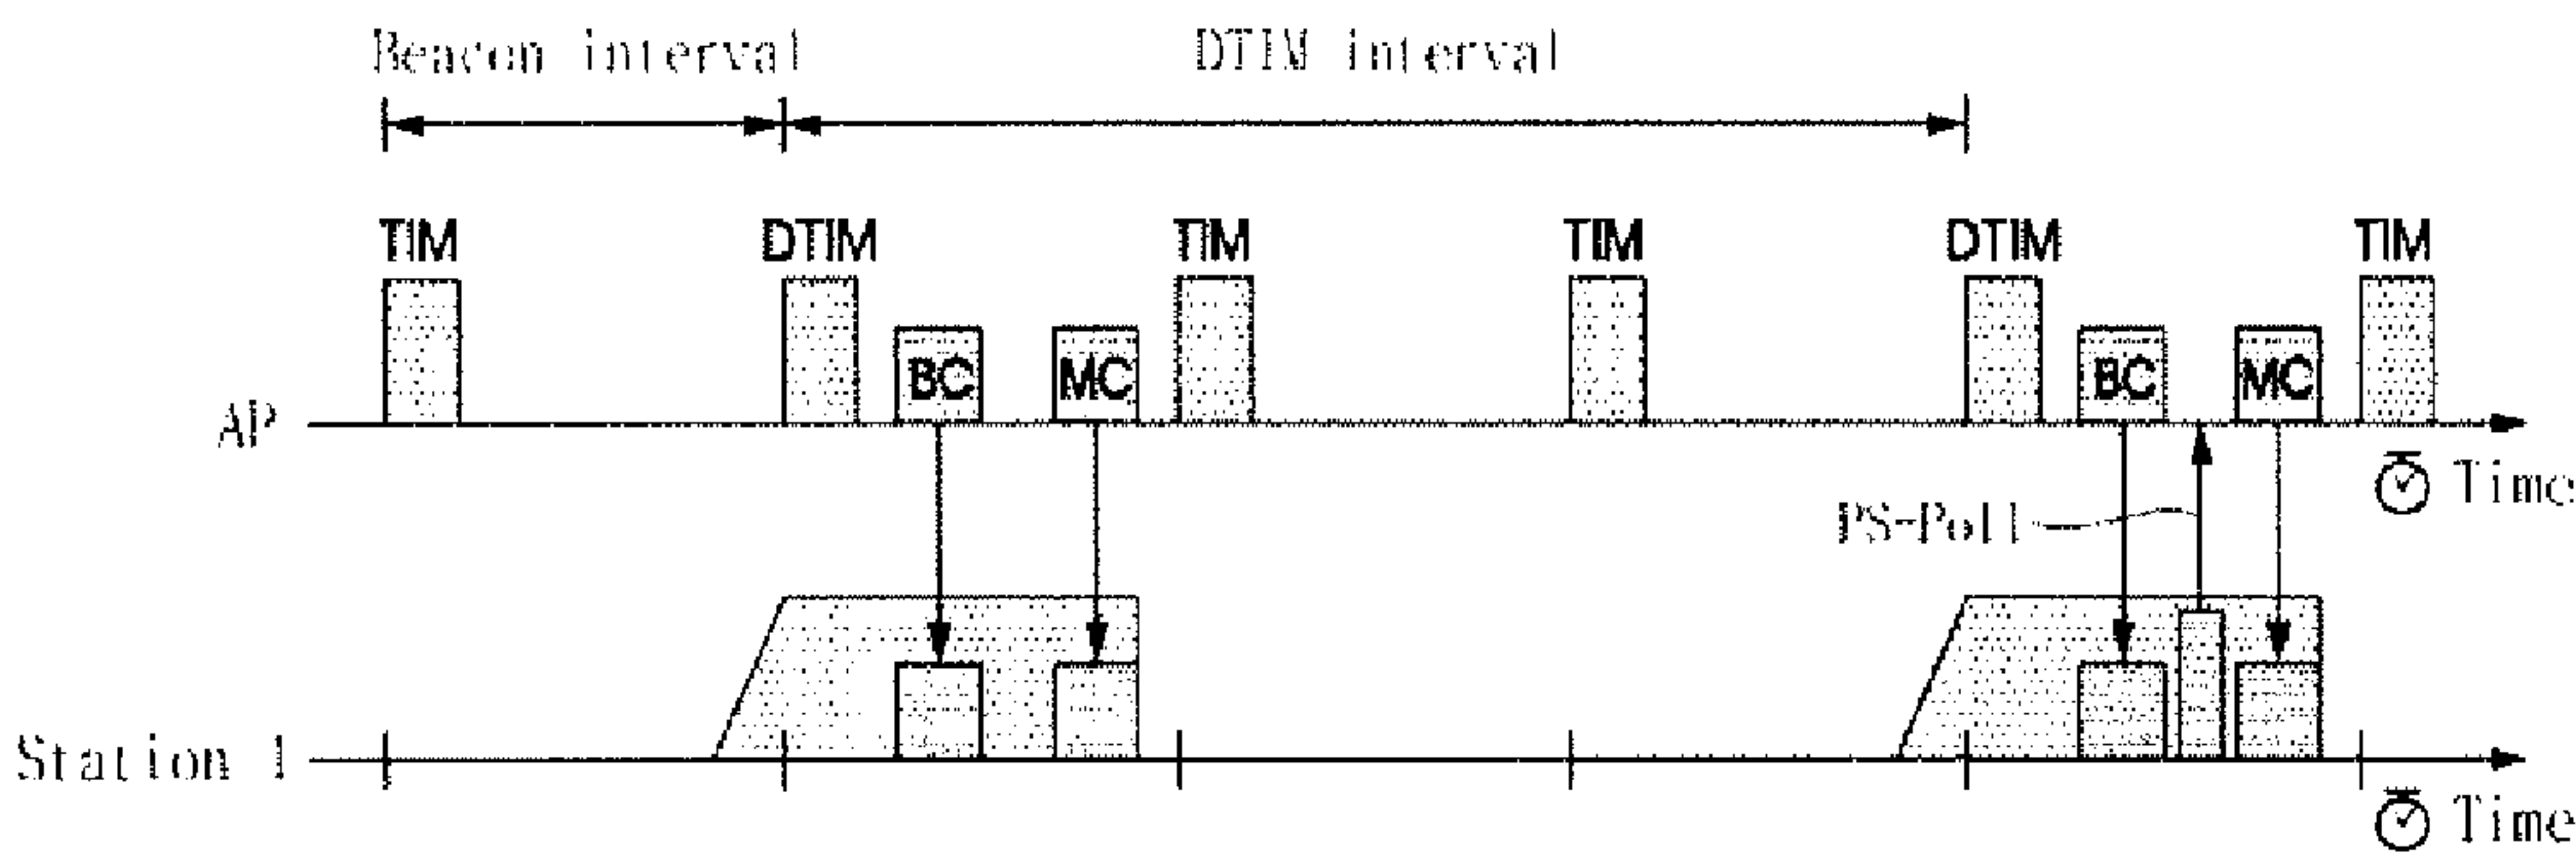 Beacon interval DTIM interval
TIM DTIM TIM TIM DTIM TIM
BC MC BC MC
AP
Time
PS-Poll
Station 1
Time